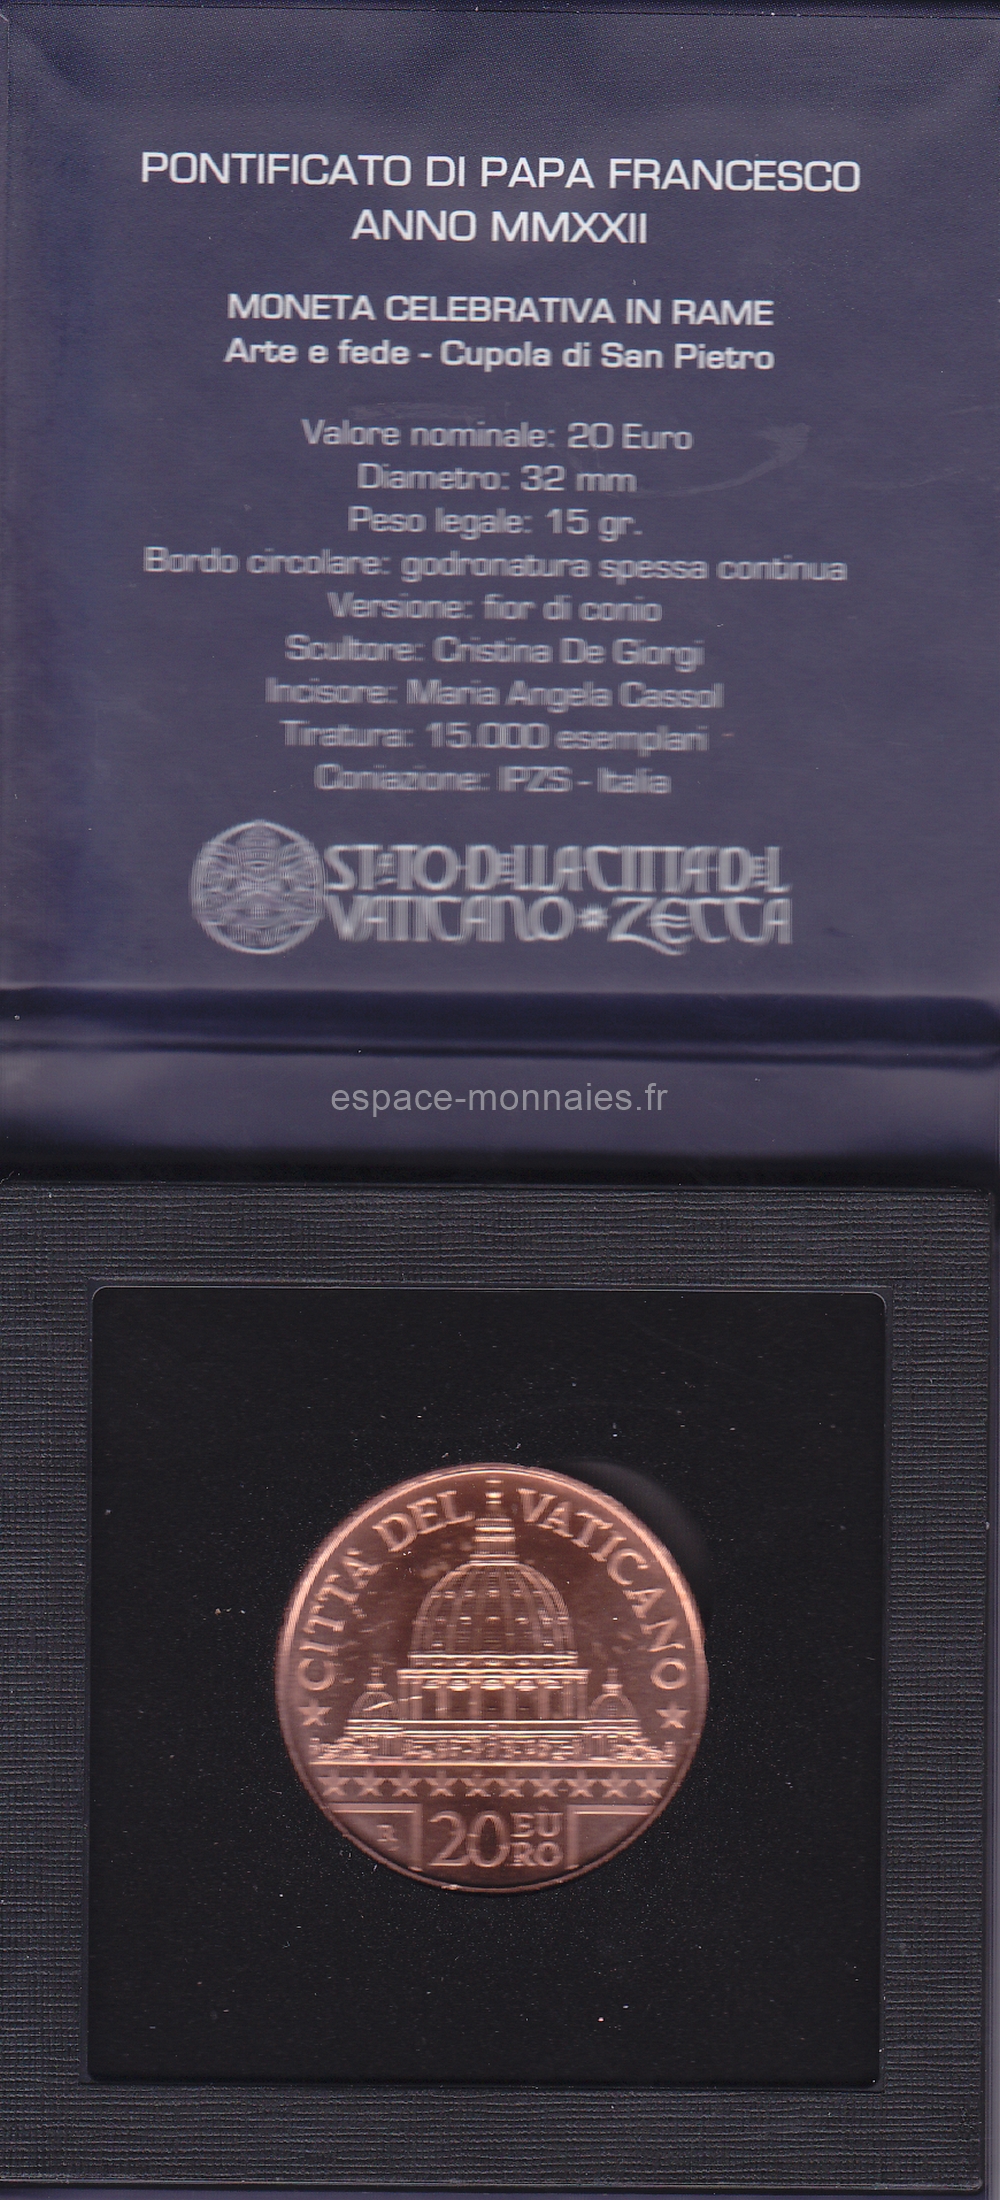 PONTIFICATO DI PAPA FRANCESCO
ANNO MMXXII
MONETA CELEBRATIVA IN RAME
Arte e fede - Cupola di San Pietro
Valore nominale: 20 Euro
Diametro: 32 mm
Peso legale: 15 gr.
Bordo circolare: godronatura spessa continua
Versione: fior di conio
Scultore: Cristina De Giorgi
Incisore: Maria Angela Cassol
Tiratura: 15.000 esemplari
Coniazione: IPZS - Italia
STATO·DELLA CITTÀ DEL
VATICANO*ZECCA
espace-monnaies.fr
CITTA' DEL VATICANO
R 20 EU
RO